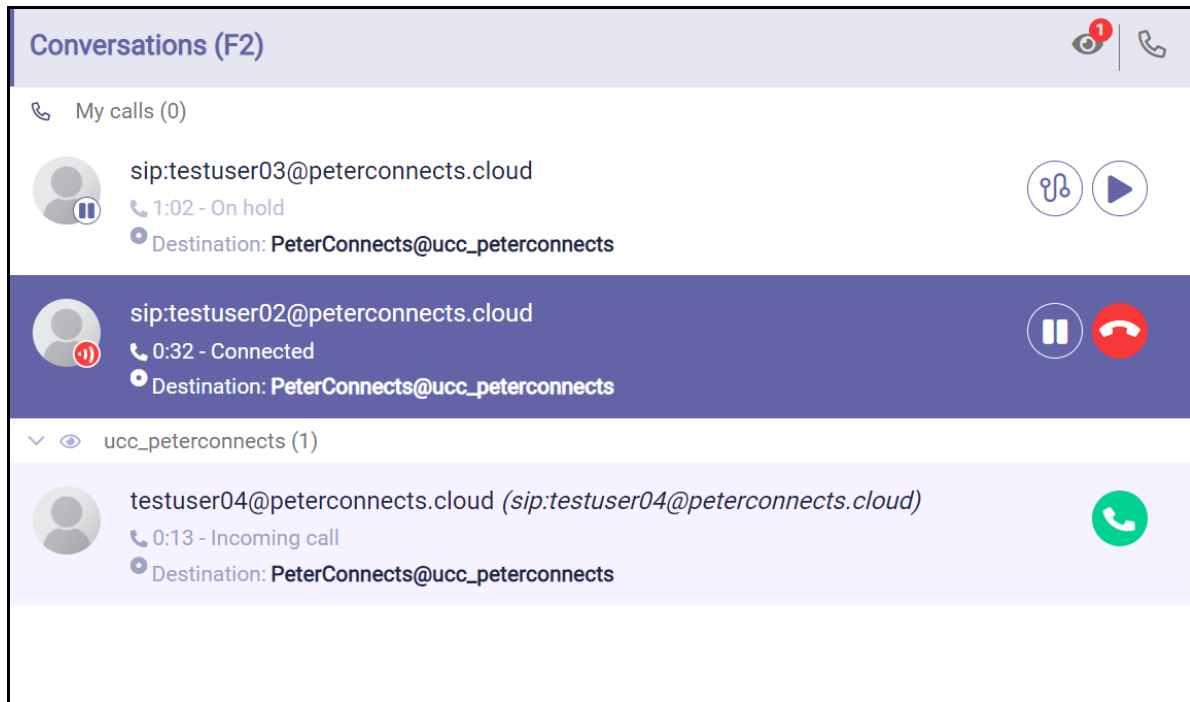 Conversations (F2)
1
My calls (0)
sip:testuser03@peterconnects.cloud
1:02 - On hold
Destination: PeterConnects@ucc_peterconnects
sip:testuser02@peterconnects.cloud
0:32 - Connected
Destination: PeterConnects@ucc_peterconnects
ucc_peterconnects (1)
testuser04@peterconnects.cloud (sip:testuser04@peterconnects.cloud)
0:13 - Incoming call
Destination: PeterConnects@ucc_peterconnects